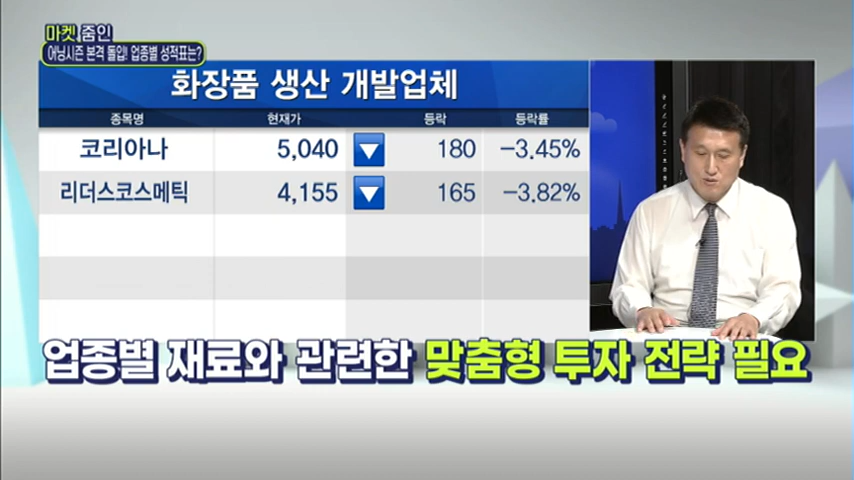 마켓 줌인
어닝시즌 본격 돌입! 업종별 성적표는?
화장품 생산 개발업체
종목명 현재가 등락 등락률
코리아나 5,040 ▼ 180 -3.45%
리더스코스메틱 4,155 ▼ 165 -3.82%
업종별 재료와 관련한 맞춤형 투자 전략 필요